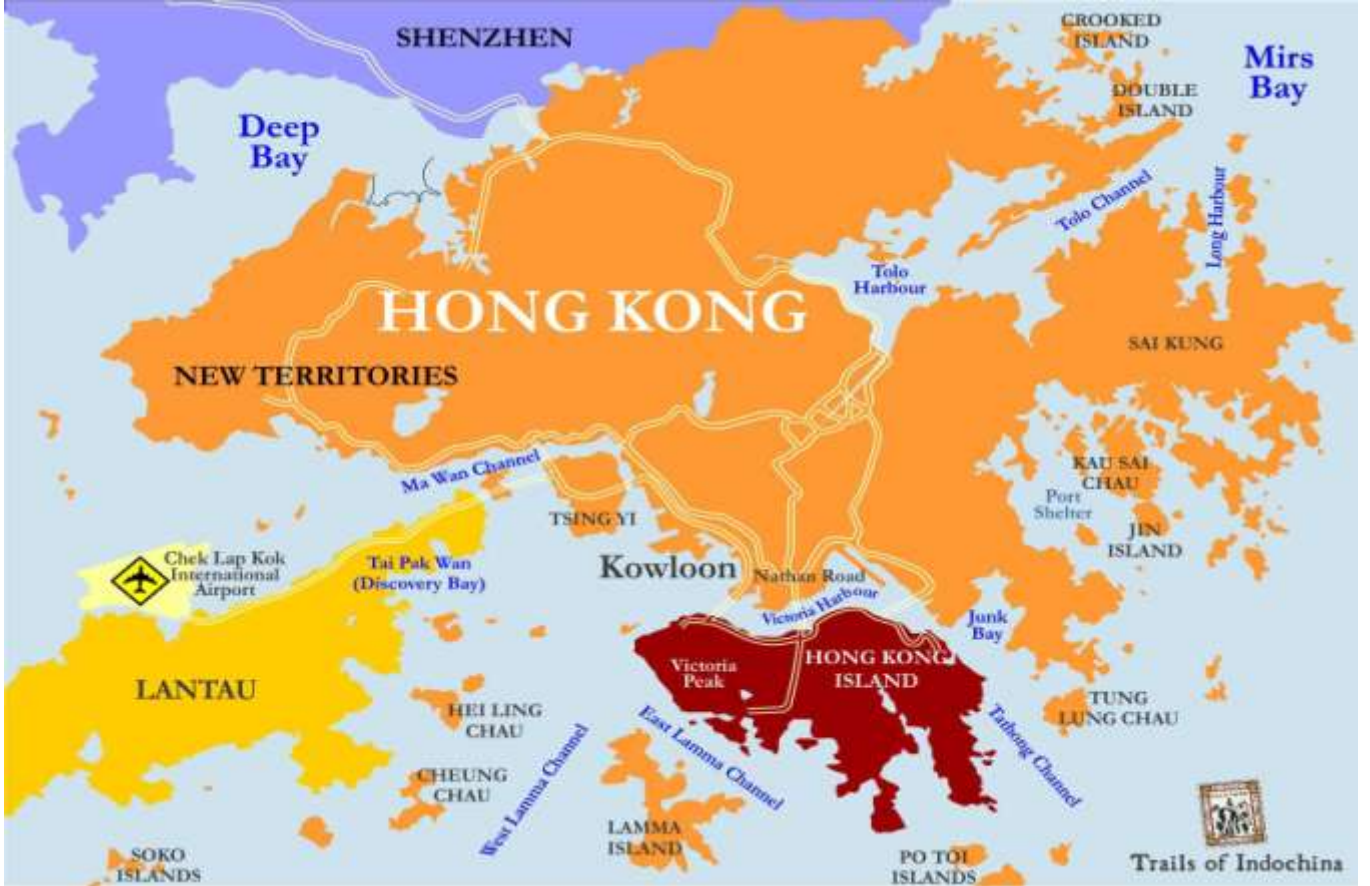 CROOKED
ISLAND
SHENZHEN
Mirs
Bay
DOUBLE
ISLAND
Deep
Bay
Tolo Channel
Long Harbour
Tolo
Harbour
HONG KONG
SAI KUNG
NEW TERRITORIES
Ma Wan Channel
KAU SAI
CHAU
Port
Shelter
TSING YI
JIN
ISLAND
Chek Lap Kok
International
Airport
Tai Pak Wan
(Discovery Bay)
Kowloon
Nathan Road
Victoria Harbour
Junk
Bay
HONG KONG
ISLAND
Victoria
Peak
LANTAU
HEI LING
CHAU
TUNG
LUNG CHAU
East Lamma Channel
Tathong Channel
West Lamma Channel
CHEUNG
CHAU
LAMMA
ISLAND
SOKO
ISLANDS
PO TOI
ISLANDS
Trails of Indochina